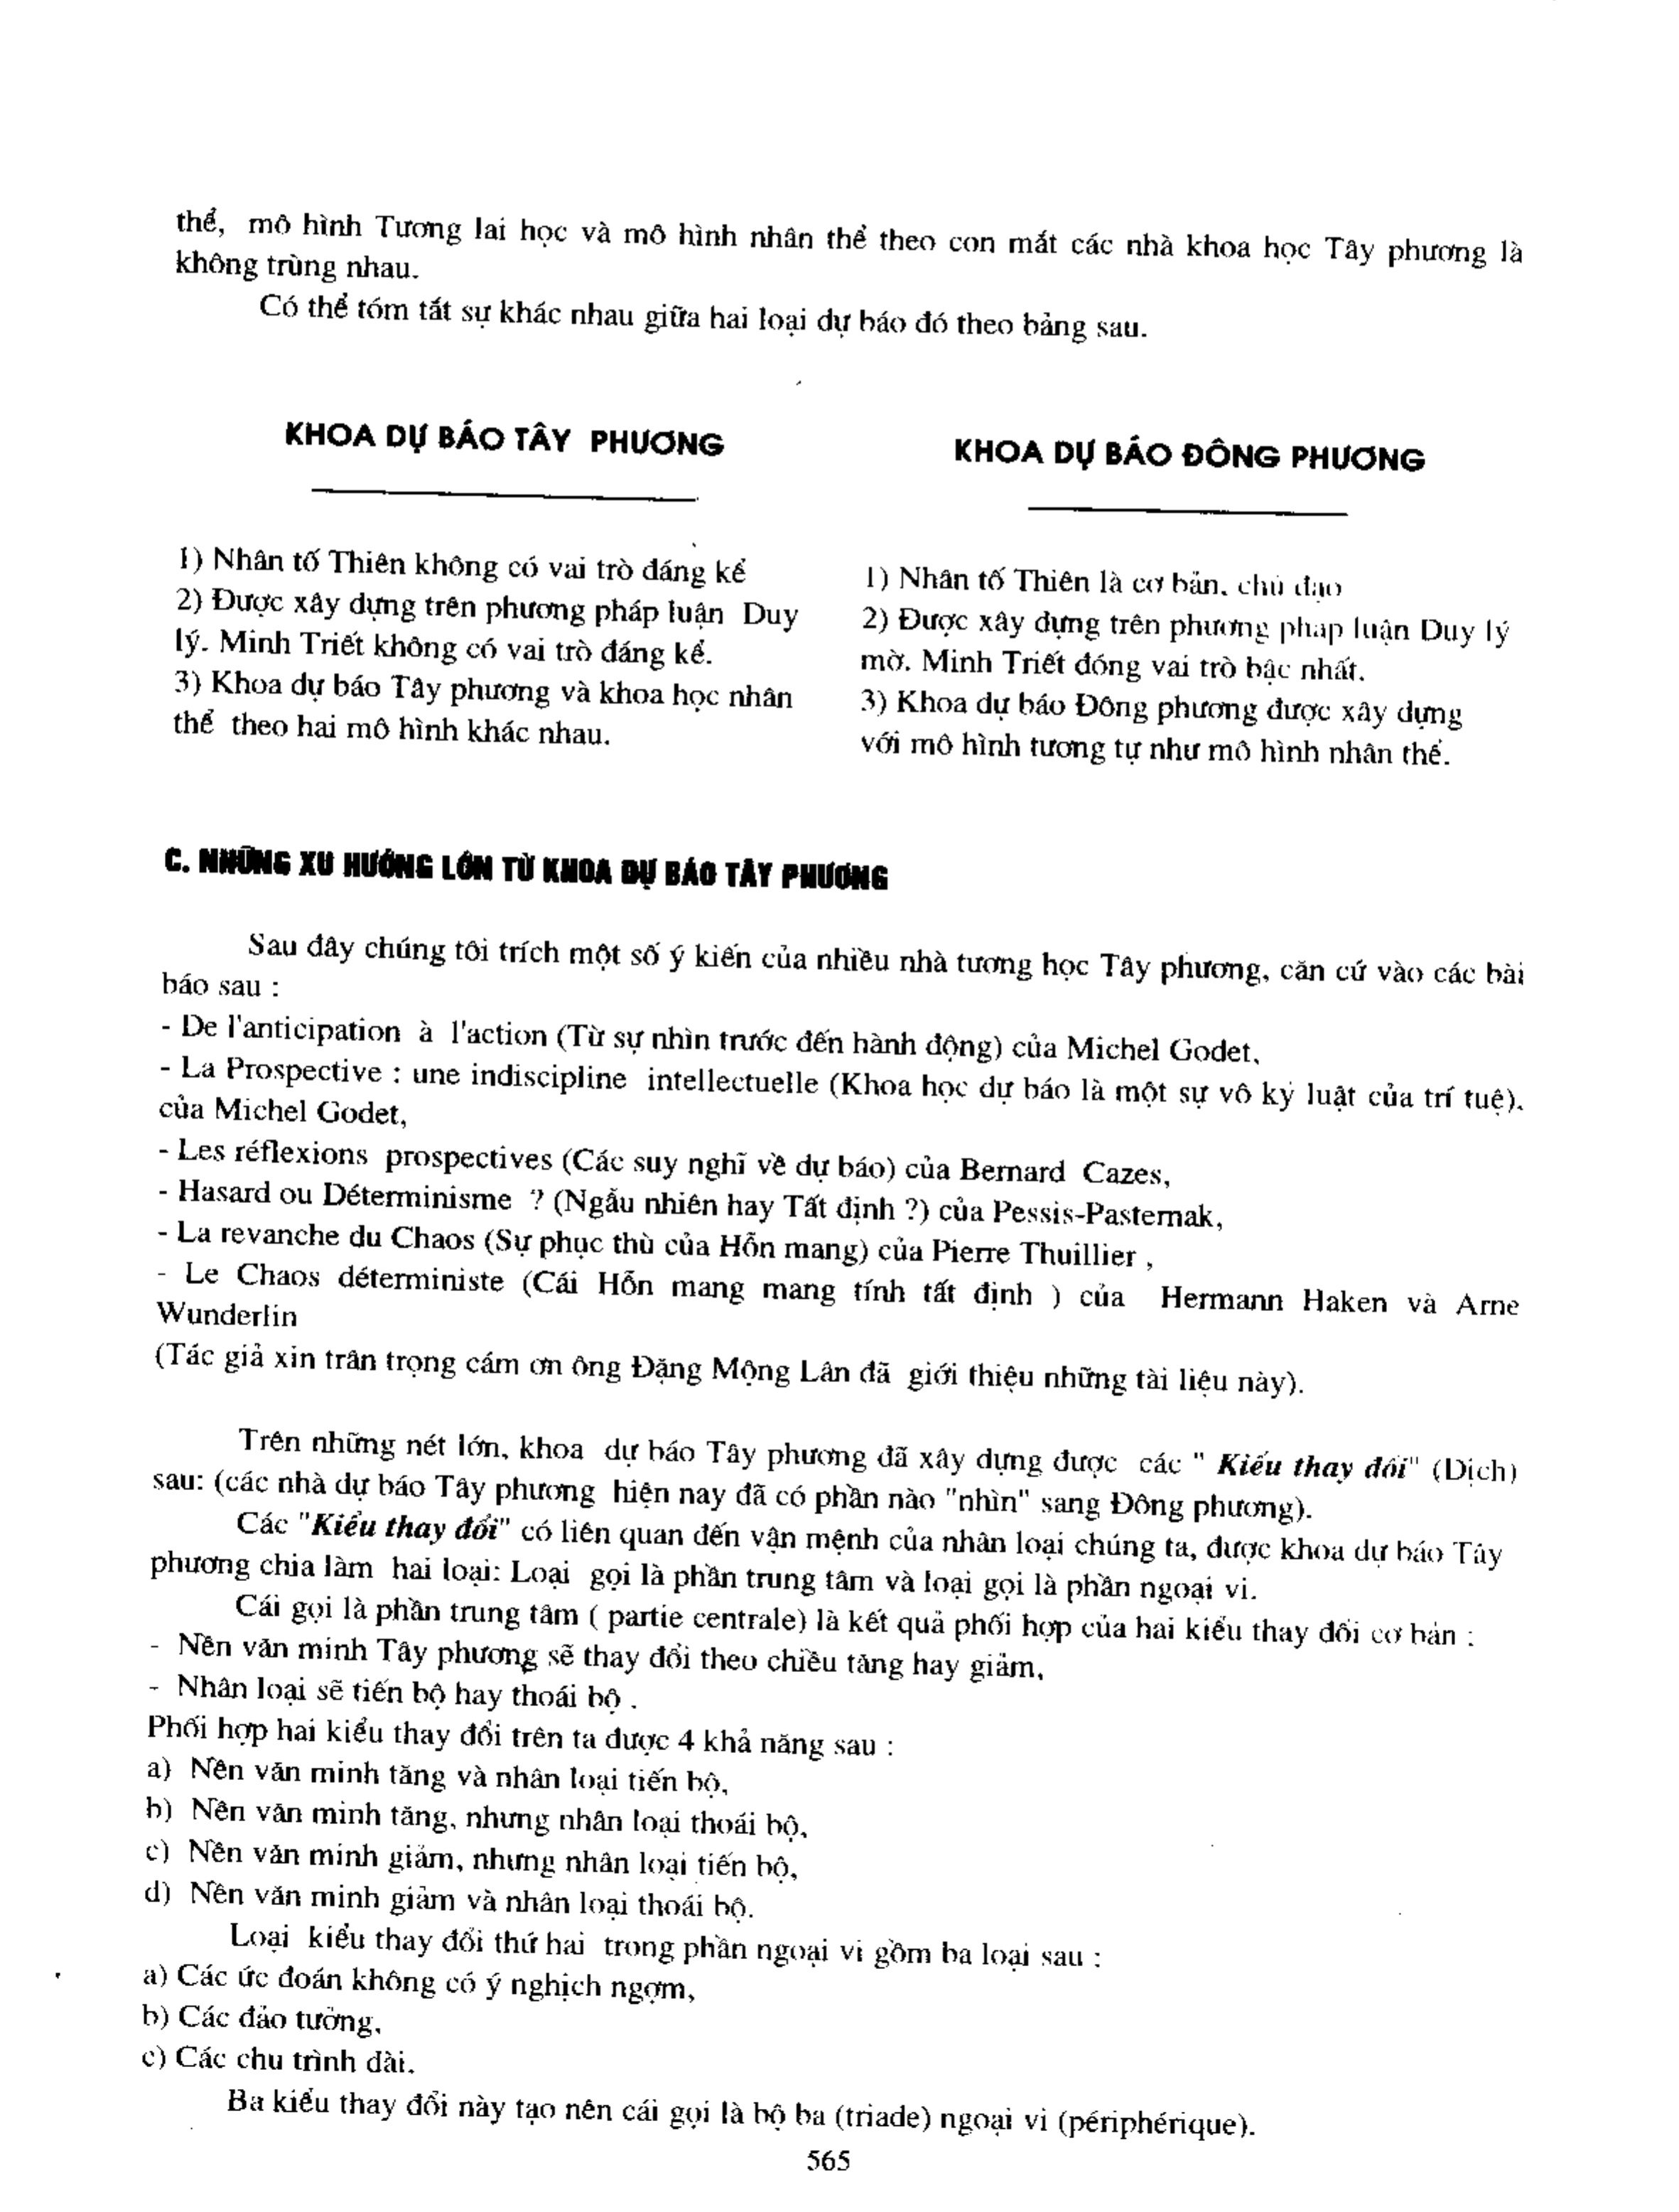 thể, mô hình Tương lai học và mô hình nhân thể theo con mắt các nhà khoa học Tây phương là
không trùng nhau.
Có thể tóm tắt sự khác nhau giữa hai loại dự báo đó theo bảng sau.
KHOA DỰ BÁO TÂY PHƯƠNG
1) Nhân tố Thiên không có vai trò đáng kể
2) Được xây dựng trên phương pháp luận Duy
lý. Minh Triết không có vai trò đáng kể.
3) Khoa dự báo Tây phương và khoa học nhân
thể theo hai mô hình khác nhau.
KHOA DỰ BÁO ĐÔNG PHƯƠNG
1) Nhân tố Thiên là cơ bản, chủ đạo
2) Được xây dựng trên phương pháp luận Duy lý
mờ. Minh Triết đóng vai trò bậc nhất.
3) Khoa dự báo Đông phương được xây dựng
với mô hình tương tự như mô hình nhân thể.
C. NHỮNG XU HƯỚNG LỚN TỪ KHOA DỰ BÁO TÂY PHƯƠNG
Sau đây chúng tôi trích một số ý kiến của nhiều nhà tương học Tây phương, căn cứ vào các bài
báo sau :
- De l'anticipation à l'action (Từ sự nhìn trước đến hành động) của Michel Godet,
- La Prospective : une indiscipline intellectuelle (Khoa học dự báo là một sự vô kỷ luật của trí tuệ).
của Michel Godet,
- Les réflexions prospectives (Các suy nghĩ về dự báo) của Bernard Cazes,
- Hasard ou Déterminisme ? (Ngẫu nhiên hay Tất định ?) của Pessis-Pasternak,
- La revanche du Chaos (Sự phục thù của Hỗn mang) của Pierre Thuillier ,
- Le Chaos déterministe (Cái Hỗn mang mang tính tất định ) của Hermann Haken và Arne
Wunderlin
(Tác giả xin trân trọng cám ơn ông Đặng Mộng Lân đã giới thiệu những tài liệu này).
Trên những nét lớn, khoa dự báo Tây phương đã xây dựng được các " Kiểu thay đổi" (Dịch)
sau: (các nhà dự báo Tây phương hiện nay đã có phần nào "nhìn" sang Đông phương).
Các "Kiểu thay đổi" có liên quan đến vận mệnh của nhân loại chúng ta, được khoa dự báo Tây
phương chia làm hai loại: Loại gọi là phần trung tâm và loại gọi là phần ngoại vi.
Cái gọi là phần trung tâm ( partie centrale) là kết quả phối hợp của hai kiểu thay đổi cơ bản :
- Nền văn minh Tây phương sẽ thay đổi theo chiều tăng hay giảm,
- Nhân loại sẽ tiến bộ hay thoái bộ .
Phối hợp hai kiểu thay đổi trên ta được 4 khả năng sau :
a) Nền văn minh tăng và nhân loại tiến bộ,
b) Nền văn minh tăng, nhưng nhân loại thoái bộ,
c) Nền văn minh giảm, nhưng nhân loại tiến bộ,
d) Nền văn minh giảm và nhân loại thoái bộ.
Loại kiểu thay đổi thứ hai trong phần ngoại vi gồm ba loại sau :
a) Các ức đoán không có ý nghịch ngợm,
b) Các đảo tưởng,
c) Các chu trình dài.
Ba kiểu thay đổi này tạo nên cái gọi là bộ ba (triade) ngoại vi (périphérique).
565